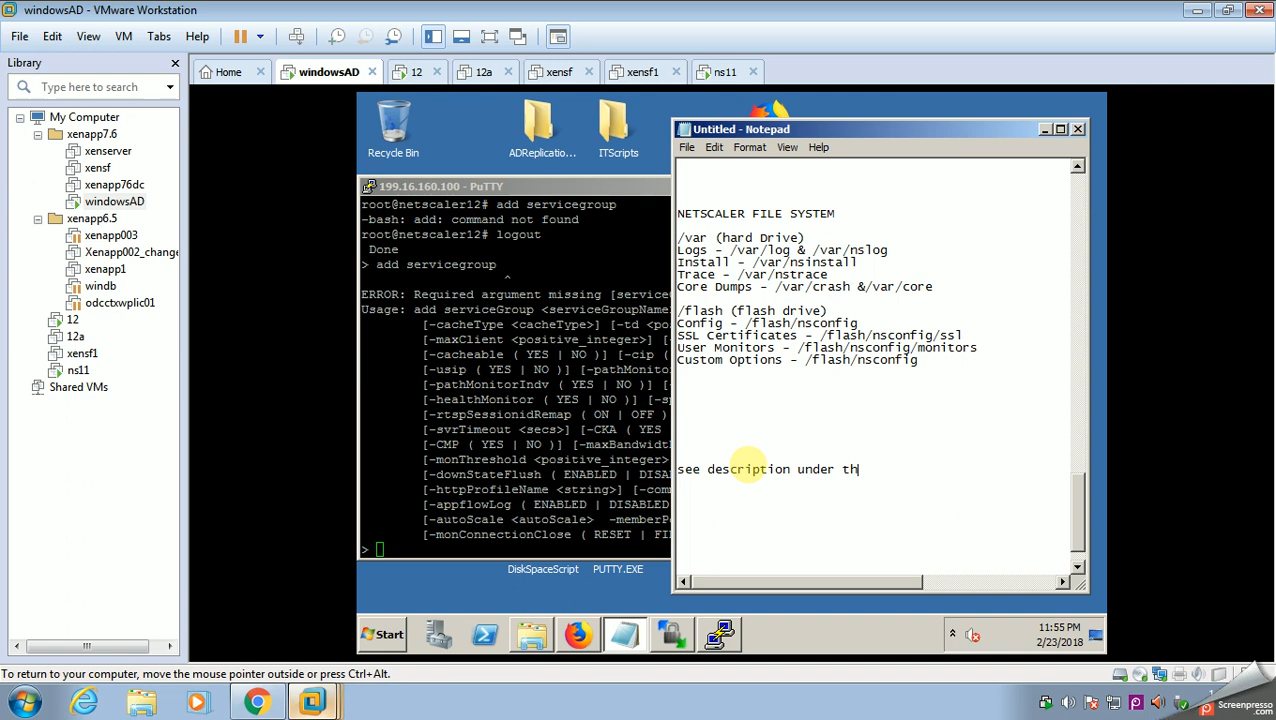 windowsAD - VMware Workstation
File Edit View VM Tabs Help
Library
Type here to search
My Computer
xenapp7.6
xenserver
xensf
xenapp76dc
windowsAD
xenapp6.5
xenapp003
Xenapp002_change
xenapp1
windb
odcctxwplic01
12
12a
xensf1
ns11
Shared VMs
Home windowsAD 12 12a xensf xensf1 ns11
Recycle Bin
ADReplicatio...
ITScripts
199.16.160.100 - PuTTY
root@netscaler12# add servicegroup
-bash: add: command not found
root@netscaler12# logout
Done
> add servicegroup
^
ERROR: Required argument missing [service
Usage: add serviceGroup <serviceGroupName
[-cacheType <cacheType>] [-td <po
[-maxClient <positive_integer>]
[-cacheable ( YES | NO )] [-cip (
[-usip ( YES | NO )] [-pathMonitor
[-pathMonitorIndv ( YES | NO )] [
[-healthMonitor ( YES | NO )] [-s
[-rtspSessionidRemap ( ON | OFF )
[-svrTimeout <secs>] [-CKA ( YES
[-CMP ( YES | NO )] [-maxBandwidt
[-monThreshold <positive_integer>
[-downStateFlush ( ENABLED | DISA
[-httpProfileName <string>] [-com
[-appflowLog ( ENABLED | DISABLED
[-autoScale <autoScale> -memberPo
[-monConnectionClose ( RESET | FI
>
Untitled - Notepad
File Edit Format View Help
NETSCALER FILE SYSTEM
/var (hard Drive)
Logs - /var/log & /var/nslog
Install - /var/nsinstall
Trace - /var/nstrace
Core Dumps - /var/crash &/var/core
/flash (flash drive)
Config - /flash/nsconfig
SSL Certificates - /flash/nsconfig/ssl
User Monitors - /flash/nsconfig/monitors
Custom Options - /flash/nsconfig
see description under th
DiskSpaceScript
PUTTY.EXE
Start
11:55 PM
2/23/2018
To return to your computer, move the mouse pointer outside or press Ctrl+Alt.
Screenpresso
.com